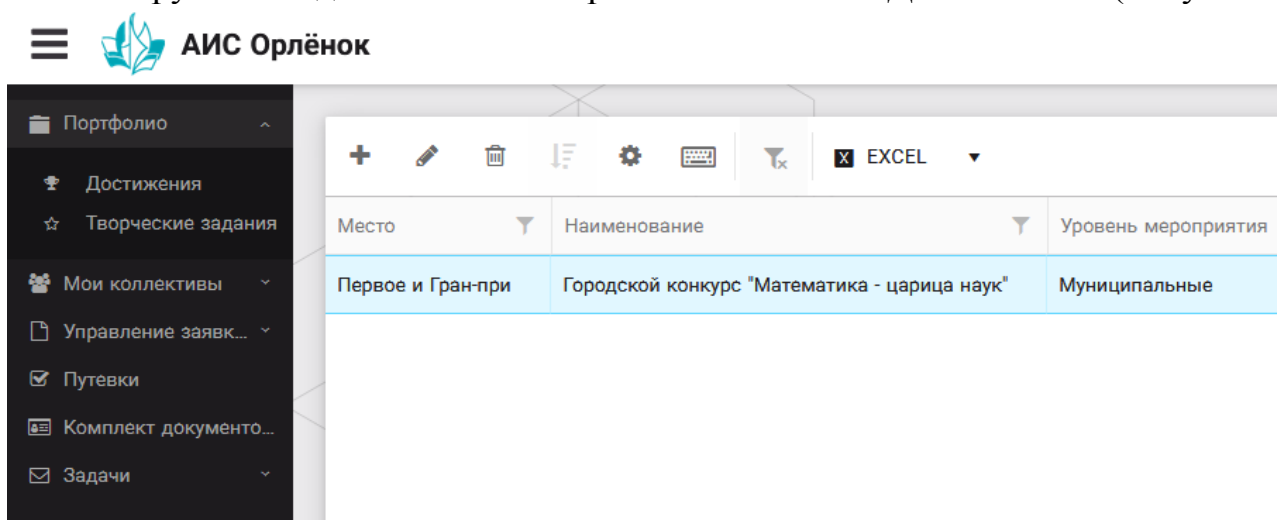 АИС Орлёнок
Портфолио
Достижения
Творческие задания
Мои коллективы
Управление заявк...
Путевки
Комплект документо...
Задачи
X EXCEL
Место Наименование Уровень мероприятия
Первое и Гран-при Городской конкурс "Математика - царица наук" Муниципальные